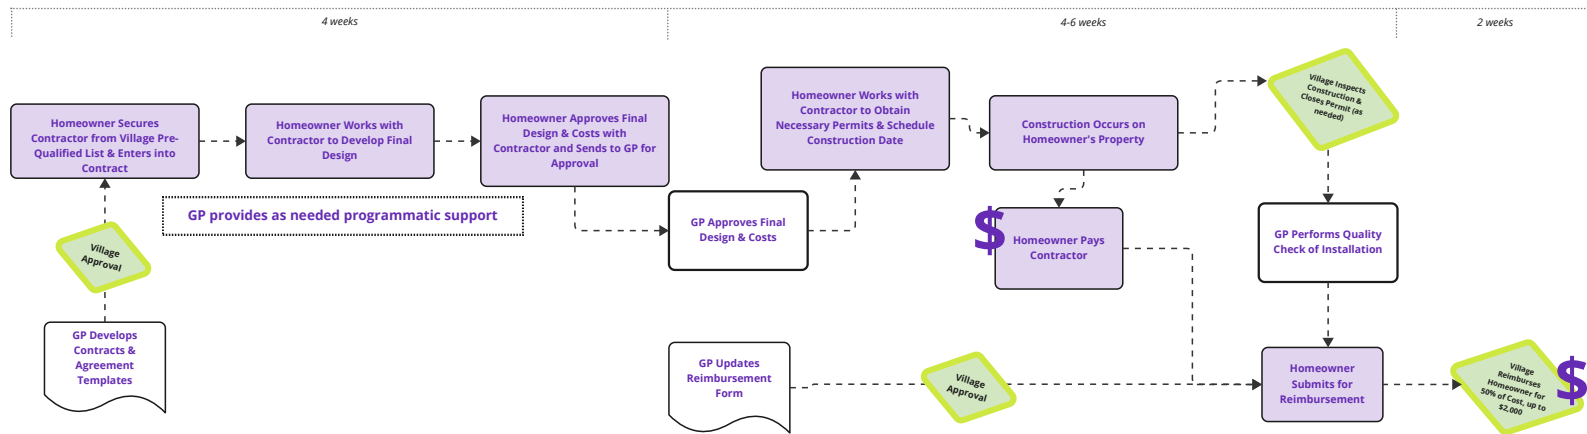 4 weeks
4-6 weeks
2 weeks
Homeowner Secures
Contractor from Village Pre-
Qualified List & Enters into
Contract
Homeowner Works with
Contractor to Develop Final
Design
Homeowner Approves Final
Design & Costs with
Contractor and Sends to GP for
Approval
Homeowner Works with
Contractor to Obtain
Necessary Permits & Schedule
Construction Date
Construction Occurs on
Homeowner's Property
Village Inspects
Construction &
Closes Permit (as
needed)
GP provides as needed programmatic support
GP Approves Final
Design & Costs
$
Homeowner Pays
Contractor
GP Performs Quality
Check of Installation
Village
Approval
GP Develops
Contracts &
Agreement
Templates
GP Updates
Reimbursement
Form
Village
Approval
Homeowner
Submits for
Reimbursement
Village
Reimburses
Homeowner for
50% of Cost, up to
$2,000
$